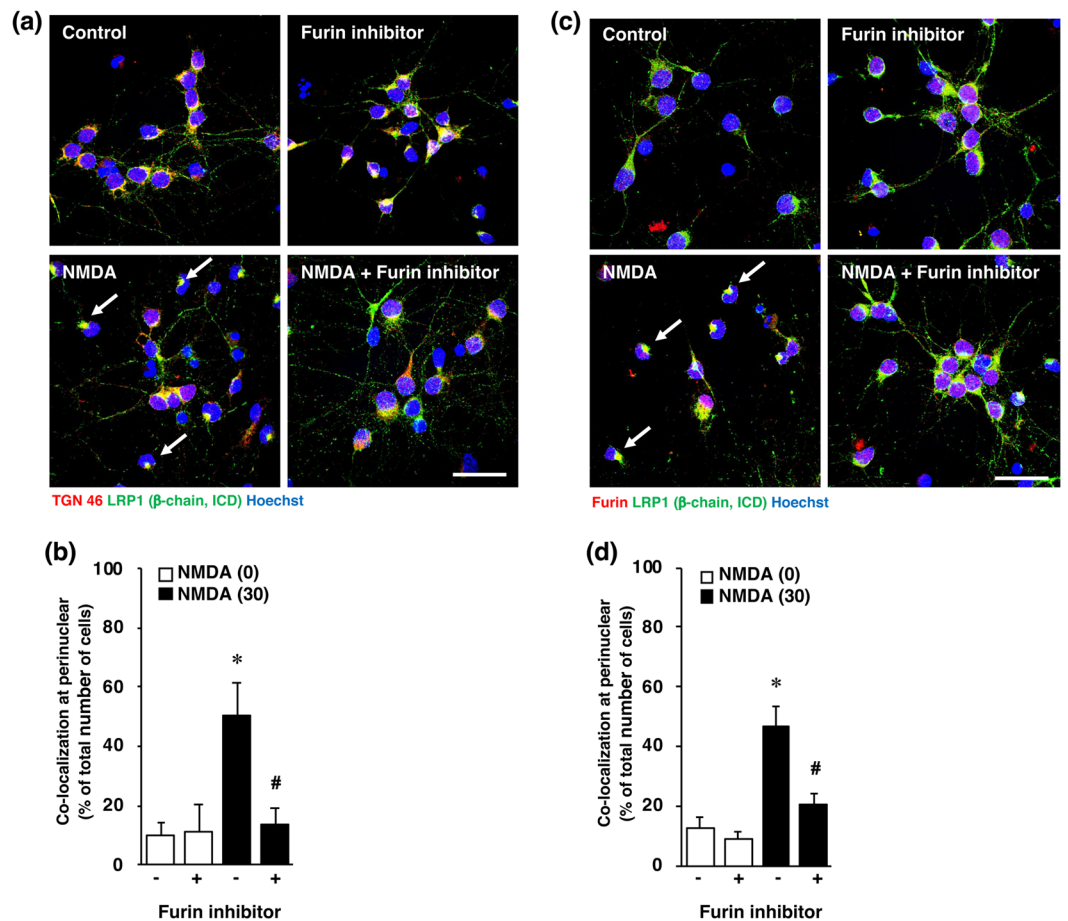 (a)
Control
Furin inhibitor
NMDA
NMDA + Furin inhibitor
TGN 46 LRP1 (β-chain, ICD) Hoechst
(c)
Control
Furin inhibitor
NMDA
NMDA + Furin inhibitor
Furin LRP1 (β-chain, ICD) Hoechst
(b)
Co-localization at perinuclear
(% of total number of cells)
100
80
60
40
20
0
NMDA (0)
NMDA (30)
*
#
- + - +
Furin inhibitor
(d)
Co-localization at perinuclear
(% of total number of cells)
100
80
60
40
20
0
NMDA (0)
NMDA (30)
*
#
- + - +
Furin inhibitor